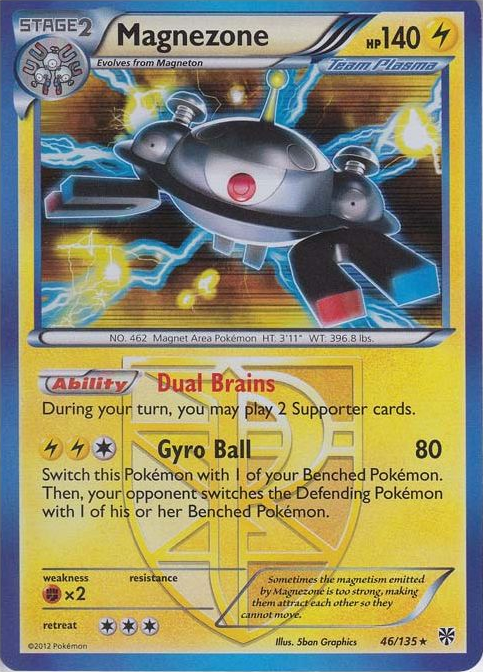 STAGE2
Magnezone
HP140
Evolves from Magneton
Team Plasma
NO. 462 Magnet Area Pokémon HT. 3'11" WT. 396.8 lbs.
Ability Dual Brains
During your turn, you may play 2 Supporter cards.
Gyro Ball 80
Switch this Pokémon with 1 of your Benched Pokémon.
Then, your opponent switches the Defending Pokémon
with 1 of his or her Benched Pokémon.
weakness resistance
×2
Sometimes the magnetism emitted
by Magnezone is too strong, making
them attract each other so they
cannot move.
retreat
©2012 Pokémon
Illus. 5ban Graphics
46/135★